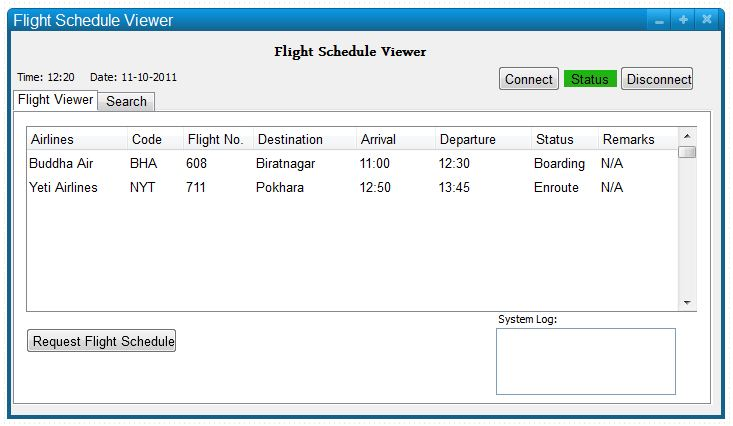 Flight Schedule Viewer
Flight Schedule Viewer
Time: 12:20 Date: 11-10-2011 Connect Status Disconnect
Flight Viewer Search
Airlines Code Flight No. Destination Arrival Departure Status Remarks
Buddha Air BHA 608 Biratnagar 11:00 12:30 Boarding N/A
Yeti Airlines NYT 711 Pokhara 12:50 13:45 Enroute N/A
System Log:
Request Flight Schedule